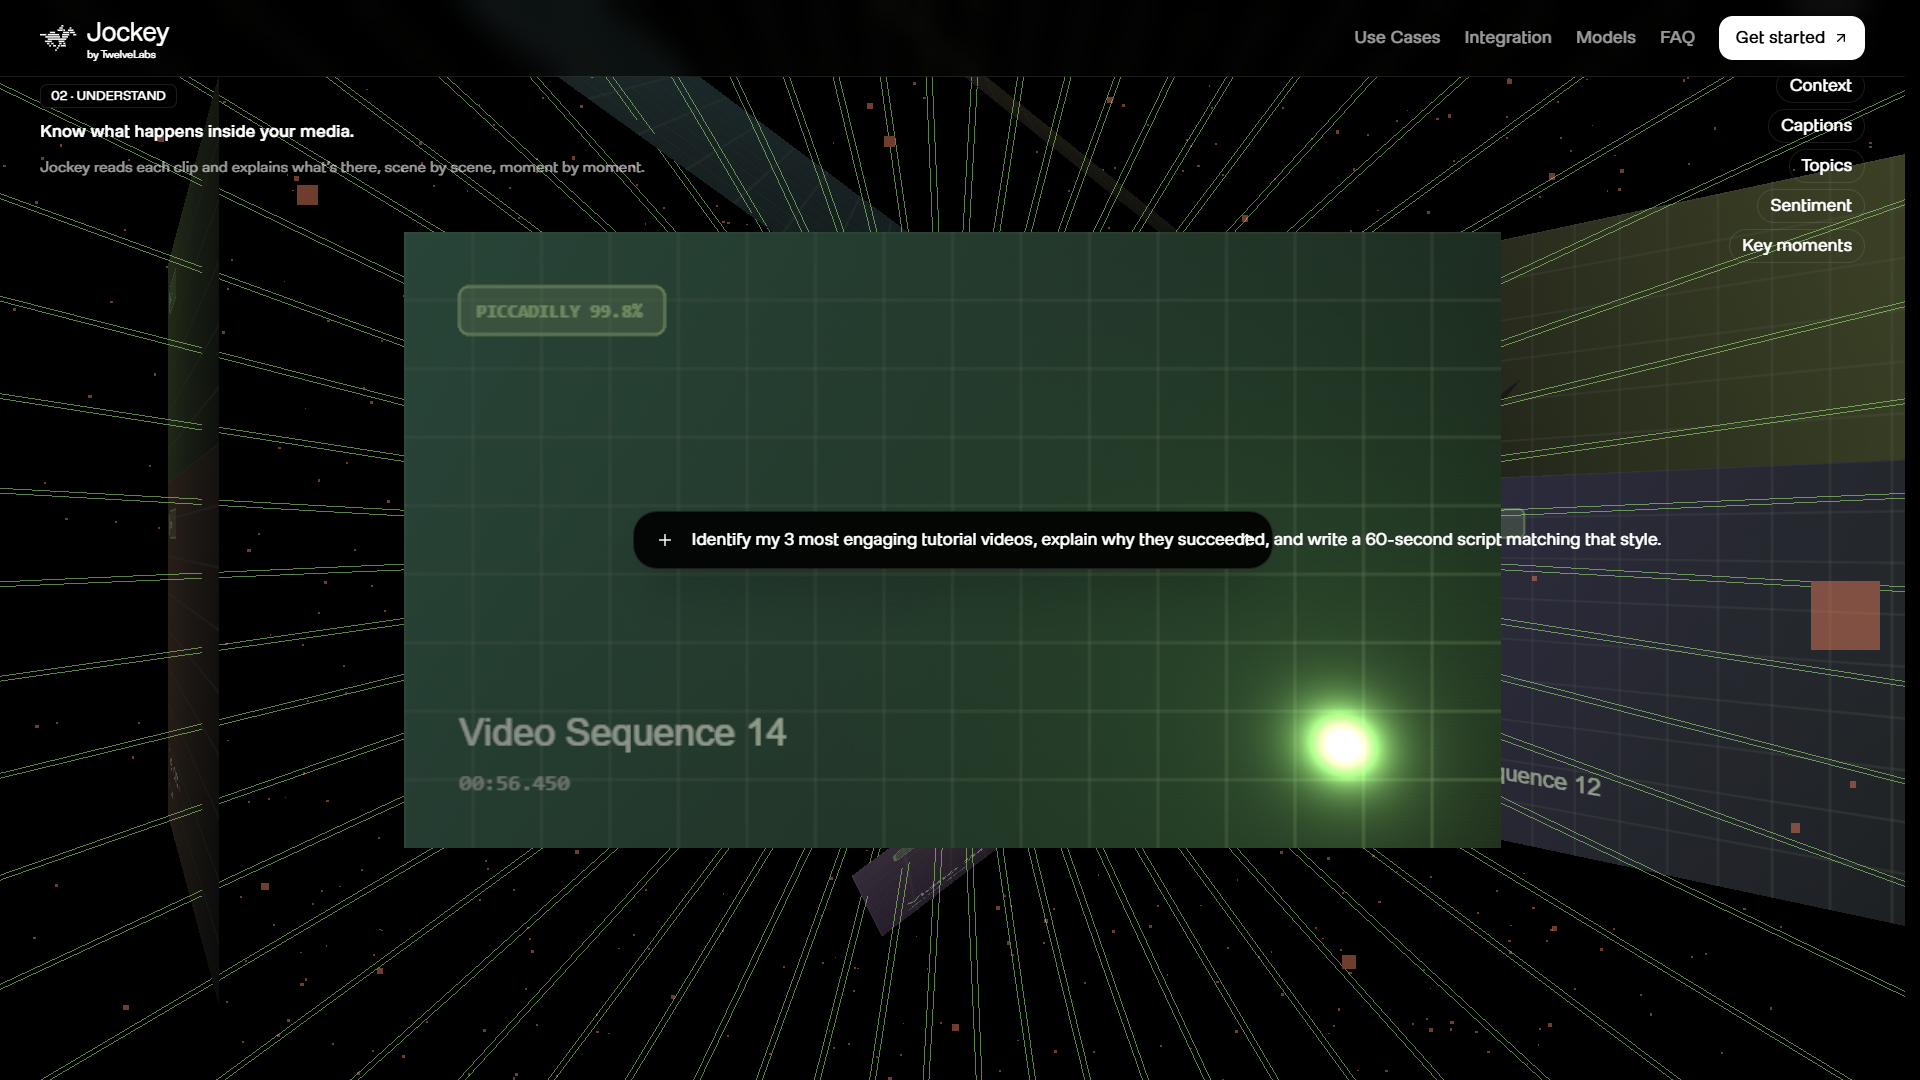 Jockey
by TwelveLabs
Use Cases
Integration
Models
FAQ
Get started
02 - UNDERSTAND
Know what happens inside your media.
Jockey reads each clip and explains what's there, scene by scene, moment by moment.
Context
Captions
Topics
Sentiment
Key moments
PICCADILLY 99.8%
Identify my 3 most engaging tutorial videos, explain why they succeeded, and write a 60-second script matching that style.
Video Sequence 14
00:56.450
quence 12